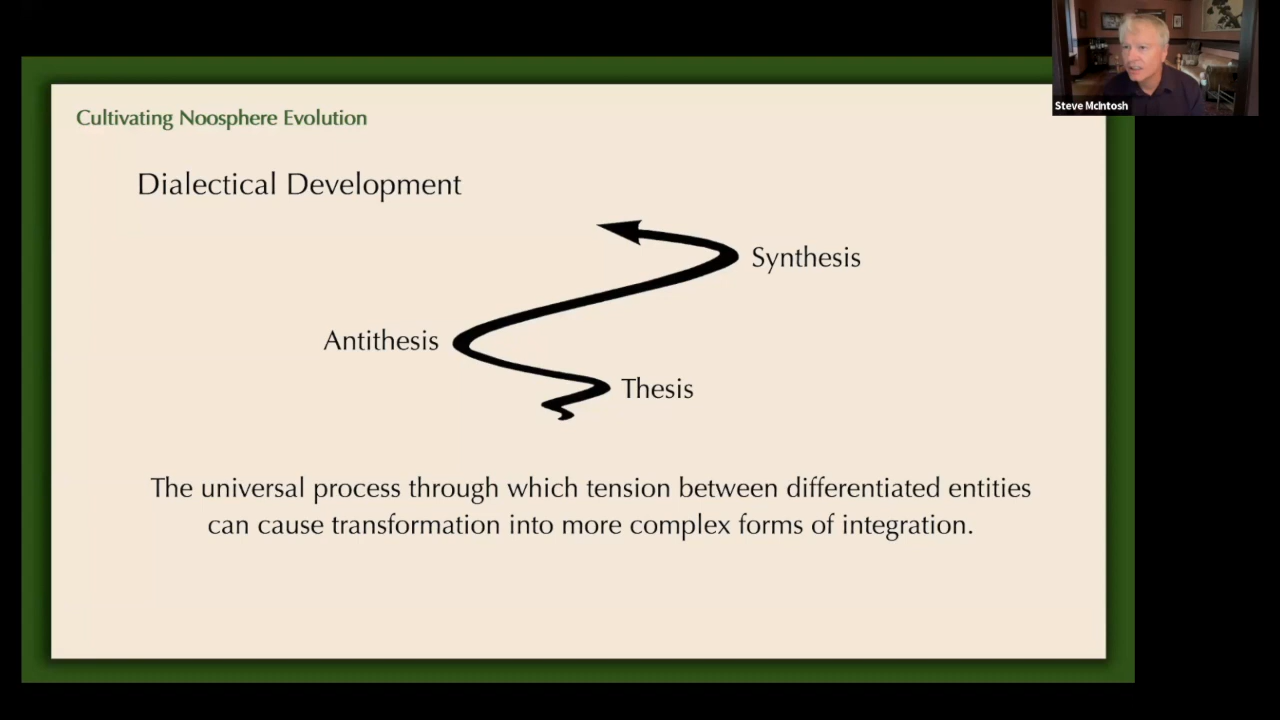 Steve McIntosh
Cultivating Noosphere Evolution
Dialectical Development
Synthesis
Antithesis
Thesis
The universal process through which tension between differentiated entities
can cause transformation into more complex forms of integration.